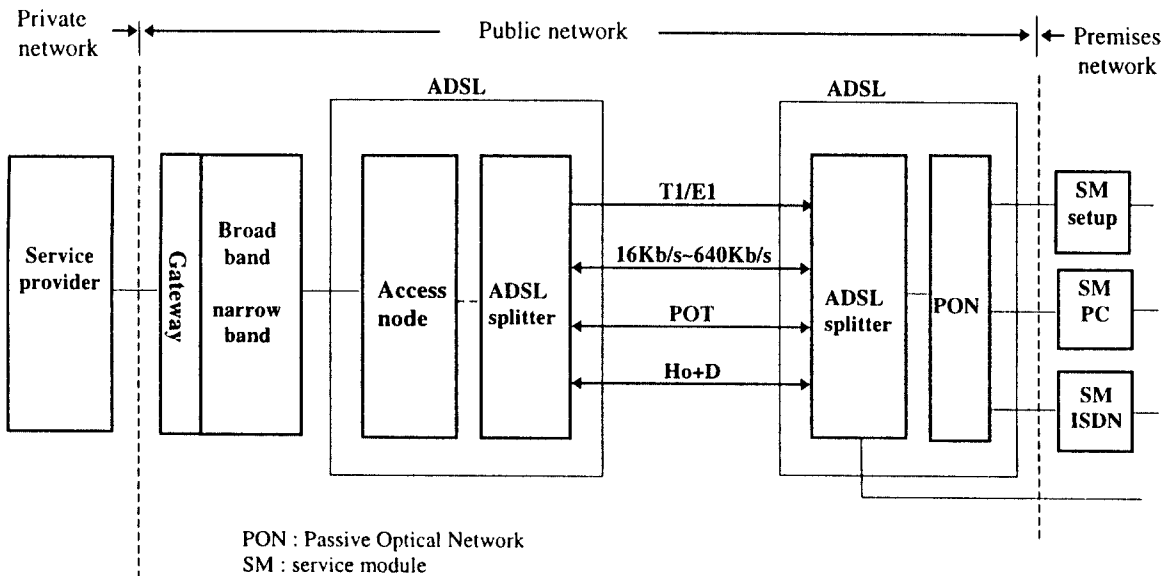 Private
network
Public network
Premises
network
ADSL
ADSL
Service
provider
Gateway
Broad
band
narrow
band
Access
node
ADSL
splitter
T1/E1
16Kb/s~640Kb/s
POT
Ho+D
ADSL
splitter
PON
SM
setup
SM
PC
SM
ISDN
PON : Passive Optical Network
SM : service module